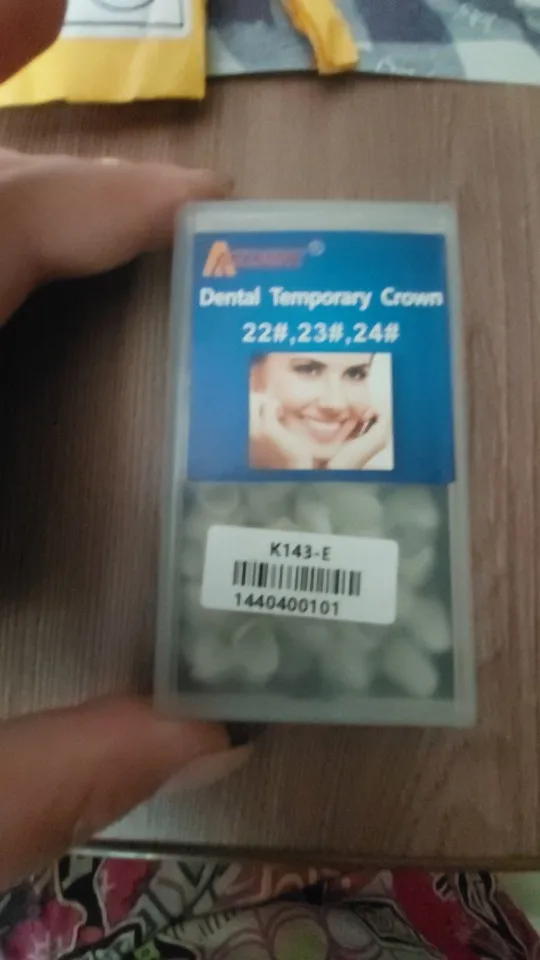 Dental Temporary Crown
22#,23#,24#
K143-E
1440400101